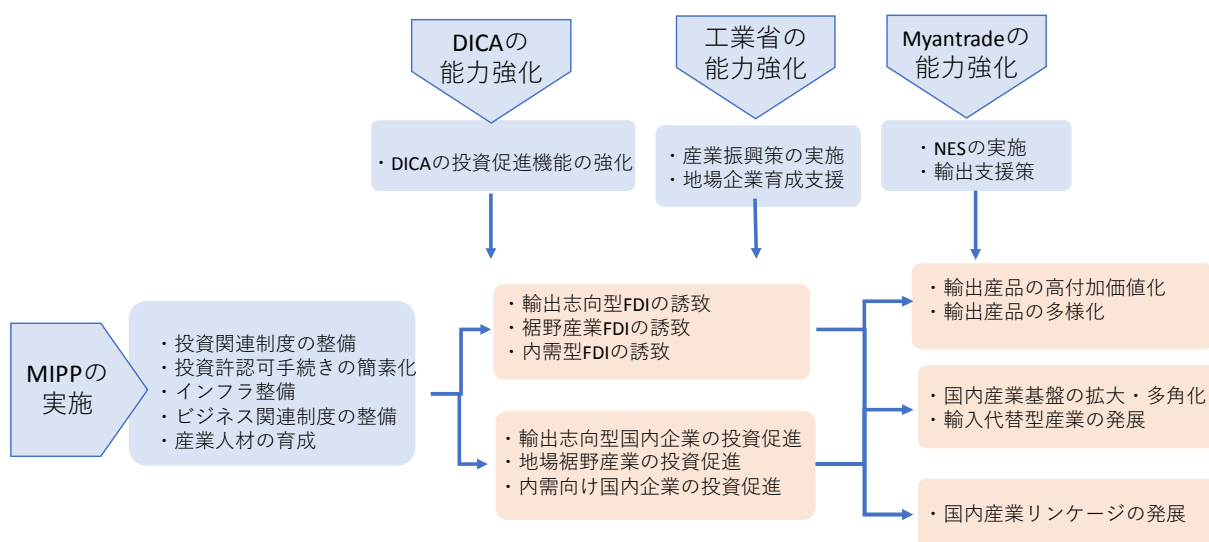 DICAの
能力強化
工業省の
能力強化
Myantradeの
能力強化
・DICAの投資促進機能の強化
・産業振興策の実施
・地場企業育成支援
・NESの実施
・輸出支援策
MIPPの
実施
・投資関連制度の整備
・投資許認可手続きの簡素化
・インフラ整備
・ビジネス関連制度の整備
・産業人材の育成
・輸出志向型FDIの誘致
・裾野産業FDIの誘致
・内需型FDIの誘致
・輸出志向型国内企業の投資促進
・地場裾野産業の投資促進
・内需向け国内企業の投資促進
・輸出産品の高付加価値化
・輸出産品の多様化
・国内産業基盤の拡大・多角化
・輸入代替型産業の発展
・国内産業リンケージの発展